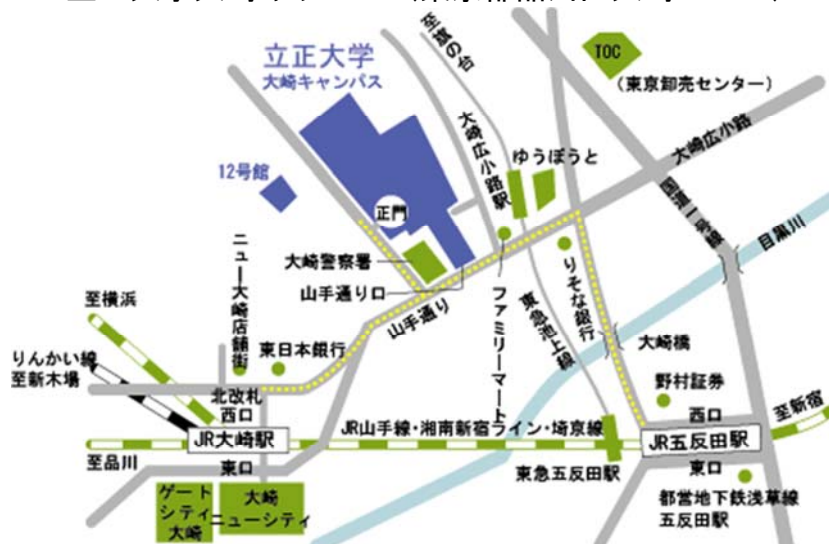 立正大学
大崎キャンパス
12号館
正門
大崎警察署
山手通り口
山手通り
至旗の台
大崎広小路駅
ゆうぽうと
TOC
(東京卸売センター)
大崎広小路
国道一号線
目黒川
りそな銀行
ファミリーマート
東急池上線
大崎橋
野村証券
至横浜
りんかい線
至新木場
ニュー大崎店舗街
東日本銀行
北改札
西口
JR大崎駅
東口
至品川
JR山手線・湘南新宿ライン・埼京線
西口
JR五反田駅
東口
至新宿
東急五反田駅
都営地下鉄浅草線
五反田駅
ゲート
シティ
大崎
大崎
ニューシティ